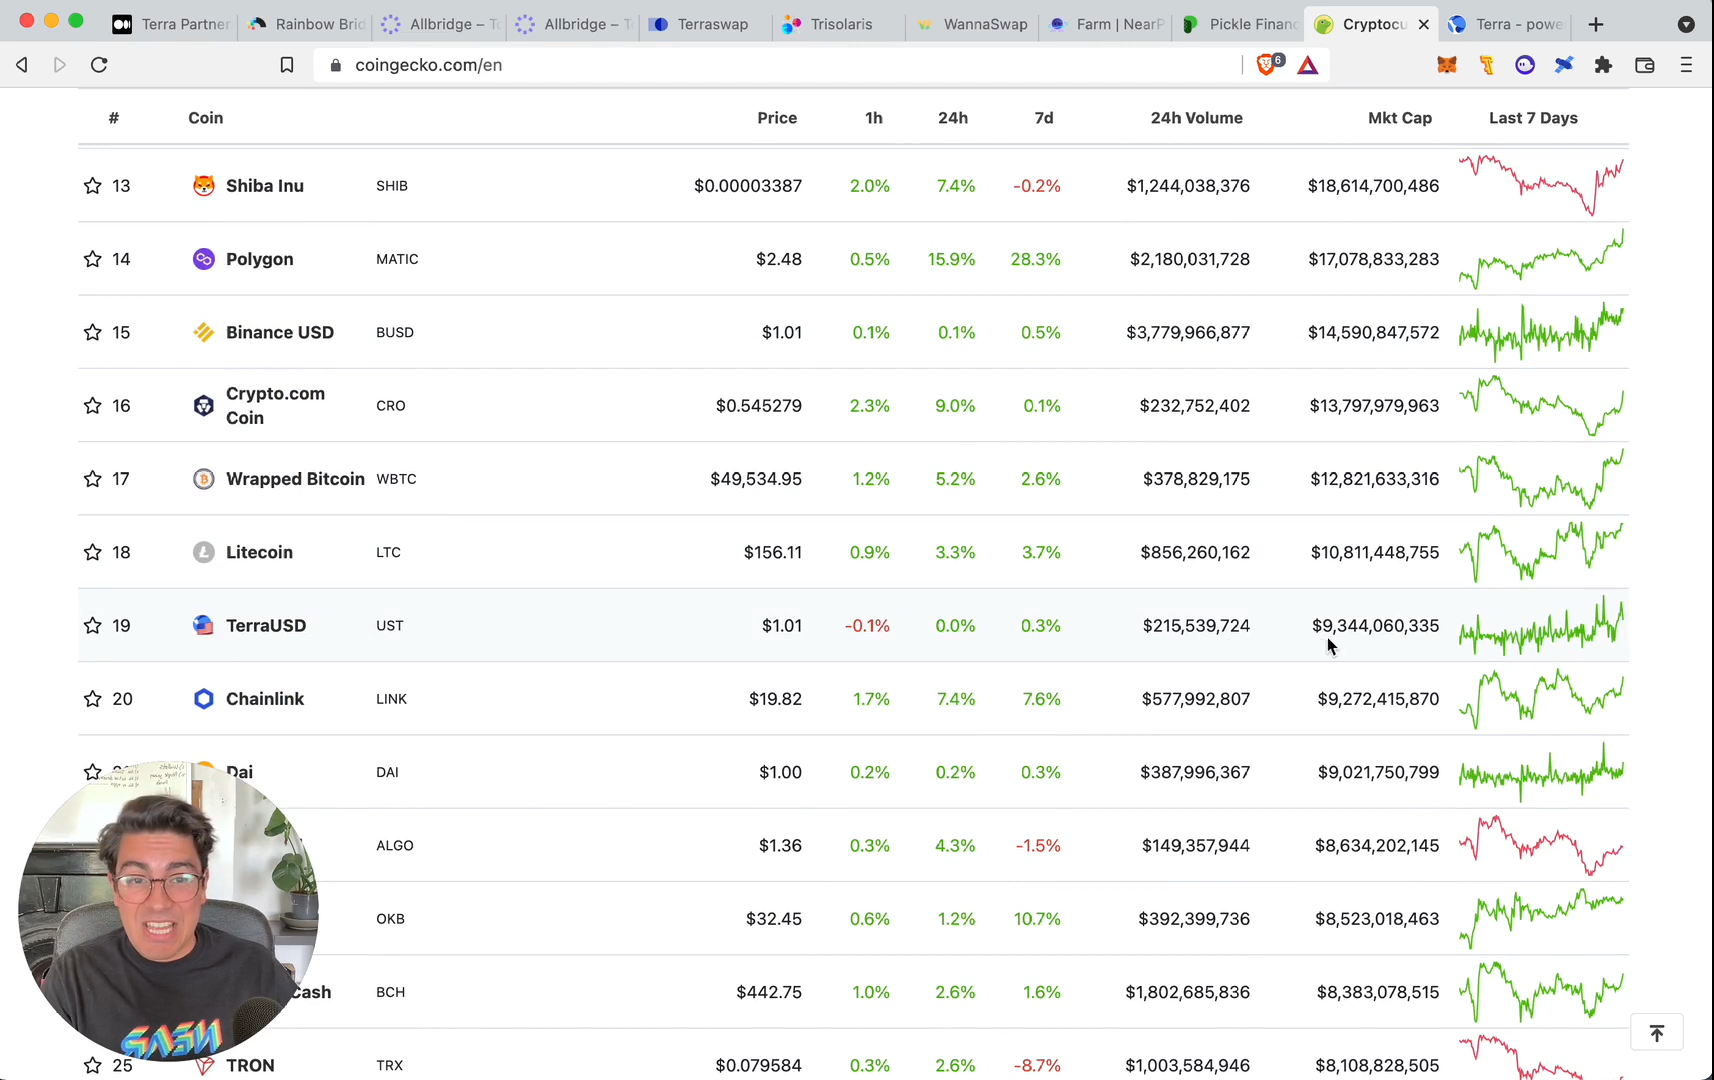 Terra Partner
Rainbow Brid
Allbridge – To
Allbridge – To
Terraswap
Trisolaris
WannaSwap
Farm | NearP
Pickle Financ
Cryptocu
Terra - powe
coingecko.com/en
6
# Coin Price 1h 24h 7d 24h Volume Mkt Cap Last 7 Days
13 Shiba Inu SHIB $0.00003387 2.0% 7.4% -0.2% $1,244,038,376 $18,614,700,486
14 Polygon MATIC $2.48 0.5% 15.9% 28.3% $2,180,031,728 $17,078,833,283
15 Binance USD BUSD $1.01 0.1% 0.1% 0.5% $3,779,966,877 $14,590,847,572
16 Crypto.com Coin CRO $0.545279 2.3% 9.0% 0.1% $232,752,402 $13,797,979,963
17 Wrapped Bitcoin WBTC $49,534.95 1.2% 5.2% 2.6% $378,829,175 $12,821,633,316
18 Litecoin LTC $156.11 0.9% 3.3% 3.7% $856,260,162 $10,811,448,755
19 TerraUSD UST $1.01 -0.1% 0.0% 0.3% $215,539,724 $9,344,060,335
20 Chainlink LINK $19.82 1.7% 7.4% 7.6% $577,992,807 $9,272,415,870
Dai DAI $1.00 0.2% 0.2% 0.3% $387,996,367 $9,021,750,799
ALGO $1.36 0.3% 4.3% -1.5% $149,357,944 $8,634,202,145
OKB $32.45 0.6% 1.2% 10.7% $392,399,736 $8,523,018,463
Cash BCH $442.75 1.0% 2.6% 1.6% $1,802,685,836 $8,383,078,515
25 TRON TRX $0.079584 0.3% 2.6% -8.7% $1,003,584,946 $8,108,828,505